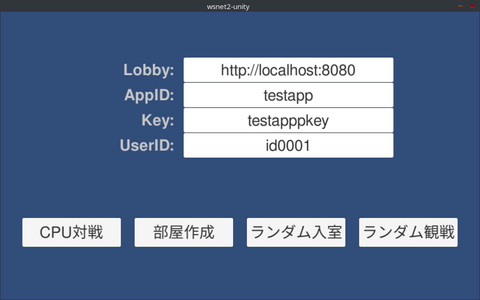 wsnet2-unity
Lobby: http://localhost:8080
AppID: testapp
Key: testapppkey
UserID: id0001
CPU対戦 部屋作成 ランダム入室 ランダム観戦